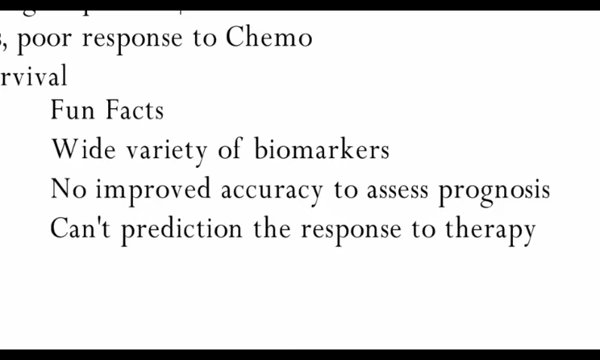 , poor response to Chemo
rvival
Fun Facts
Wide variety of biomarkers
No improved accuracy to assess prognosis
Can't prediction the response to therapy